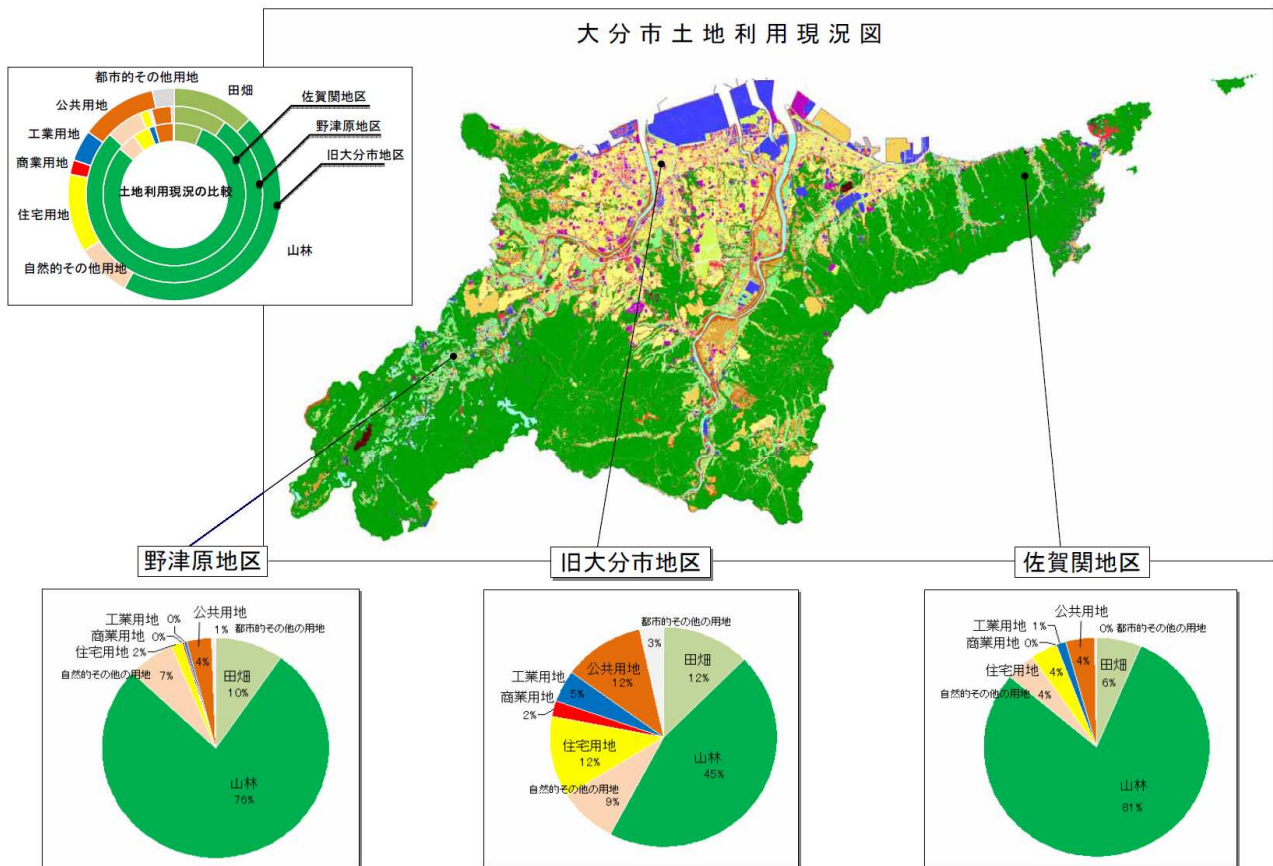 大分市土地利用現況図
都市的その他用地
田畑
公共用地
佐賀関地区
工業用地
野津原地区
商業用地
旧大分市地区
土地利用現況の比較
住宅用地
自然的その他用地
山林
野津原地区
旧大分市地区
佐賀関地区
工業用地 0%
公共用地
商業用地 0%
1% 都市的その他の用地
住宅用地 2%
自然的その他の用地
7%
4%
田畑
10%
山林
76%
都市的その他の用地
3%
公共用地
12%
田畑
12%
工業用地
5%
商業用地
2%
住宅用地
12%
山林
45%
自然的その他の用地
9%
公共用地
工業用地 1%
0% 都市的その他の用地
商業用地 0%
4%
住宅用地
4%
田畑
6%
自然的その他の用地
4%
山林
81%